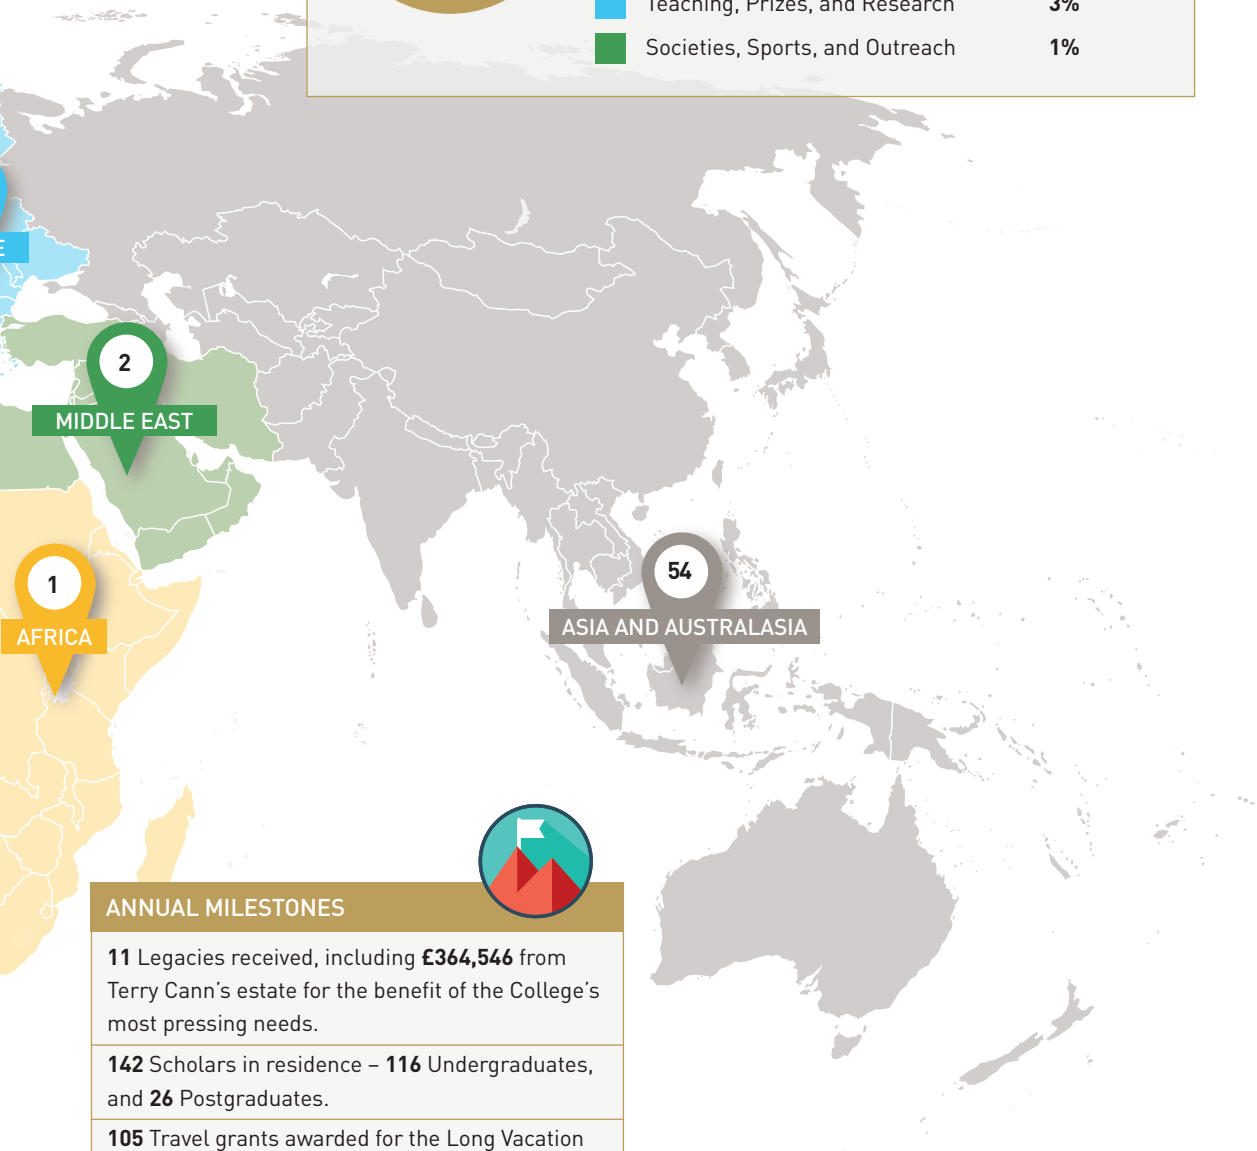 Teaching, Prizes, and Research 3%
Societies, Sports, and Outreach 1%
E
2
MIDDLE EAST
54
1
ASIA AND AUSTRALASIA
AFRICA
ANNUAL MILESTONES
11 Legacies received, including £364,546 from
Terry Cann’s estate for the benefit of the College’s
most pressing needs.
142 Scholars in residence – 116 Undergraduates,
and 26 Postgraduates.
105 Travel grants awarded for the Long Vacation